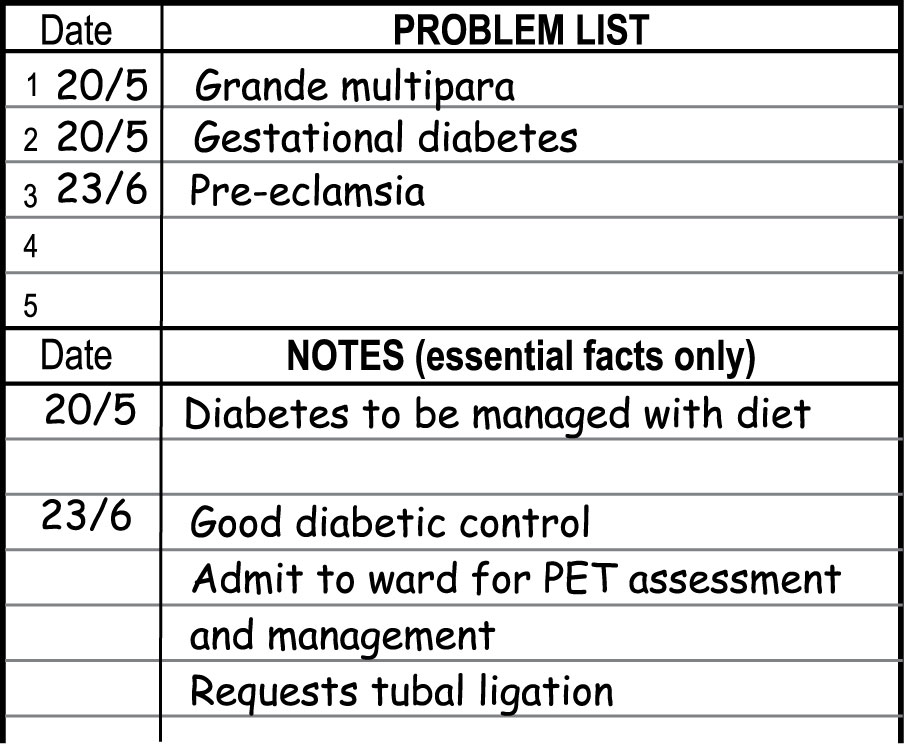 Date PROBLEM LIST
1 20/5 Grande multipara
2 20/5 Gestational diabetes
3 23/6 Pre-eclamsia
4
5
Date NOTES (essential facts only)
20/5 Diabetes to be managed with diet
23/6 Good diabetic control
Admit to ward for PET assessment
and management
Requests tubal ligation